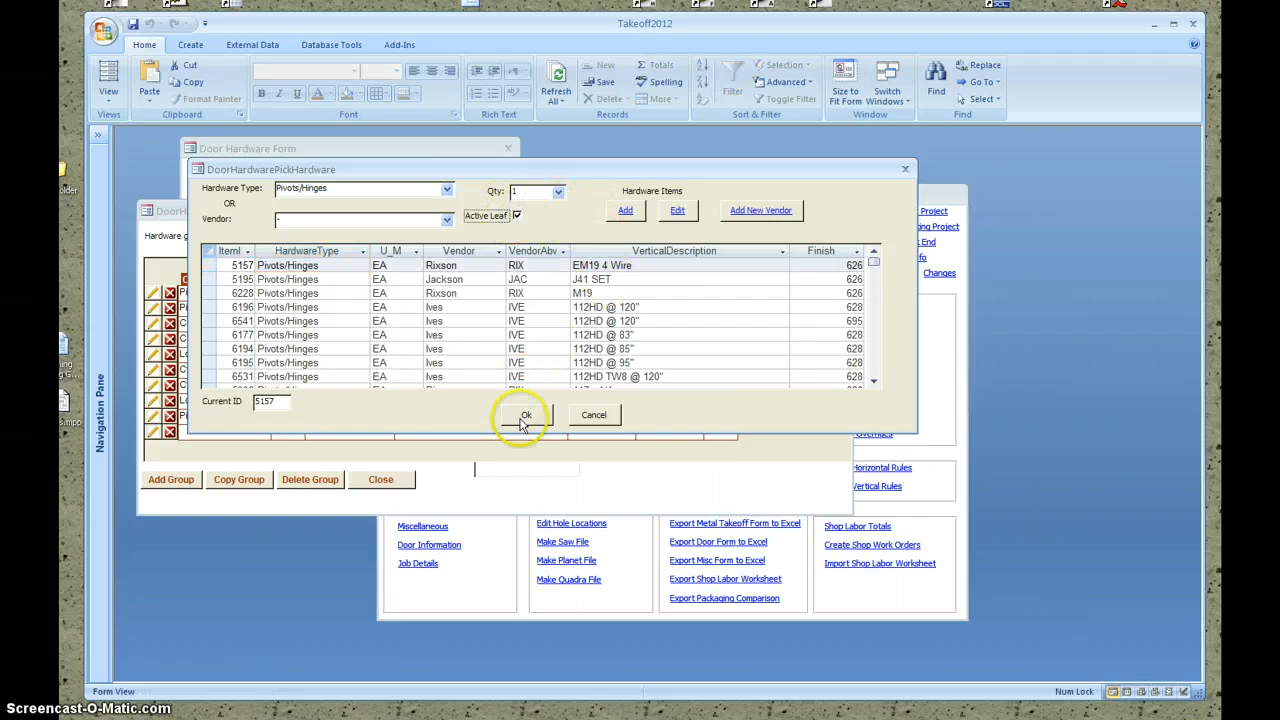 Takeoff2012
Home Create External Data Database Tools Add-Ins
View
Views
Paste
Cut
Copy
Format Painter
Clipboard
Font
Rich Text
Refresh
All
New
Save
Delete
Totals
Spelling
More
Records
Filter
Selection
Advanced
Toggle Filter
Sort & Filter
Size to
Fit Form
Switch
Windows
Window
Find
Replace
Go To
Select
Find
Door Hardware Form
DoorHardwarePickHardware
Hardware Type: Pivots/Hinges
OR
Vendor: -
Qty: 1
Active Leaf
Hardware Items
Add Edit Add New Vendor
ItemI HardwareType U_M Vendor VendorAbv VerticalDescription Finish
5157 Pivots/Hinges EA Rixson RIX EM19 4 Wire 626
5195 Pivots/Hinges EA Jackson JAC J41 SET 626
6228 Pivots/Hinges EA Rixson RIX M19 626
6196 Pivots/Hinges EA Ives IVE 112HD @ 120" 628
6541 Pivots/Hinges EA Ives IVE 112HD @ 120" 695
6177 Pivots/Hinges EA Ives IVE 112HD @ 83" 628
6194 Pivots/Hinges EA Ives IVE 112HD @ 85" 628
6195 Pivots/Hinges EA Ives IVE 112HD @ 95" 628
6531 Pivots/Hinges EA Ives IVE 112HD TW8 @ 120" 628
Current ID 5157
Ok Cancel
Hardware g
Add Group Copy Group Delete Group Close
Project
Project
End
Changes
Horizontal Rules
Vertical Rules
Miscellaneous
Door Information
Job Details
Edit Hole Locations
Make Saw File
Make Planet File
Make Quadra File
Export Metal Takeoff Form to Excel
Export Door Form to Excel
Export Misc Form to Excel
Export Shop Labor Worksheet
Export Packaging Comparison
Shop Labor Totals
Create Shop Work Orders
Import Shop Labor Worksheet
Navigation Pane
Form View
Num Lock
Screencast-O-Matic.com